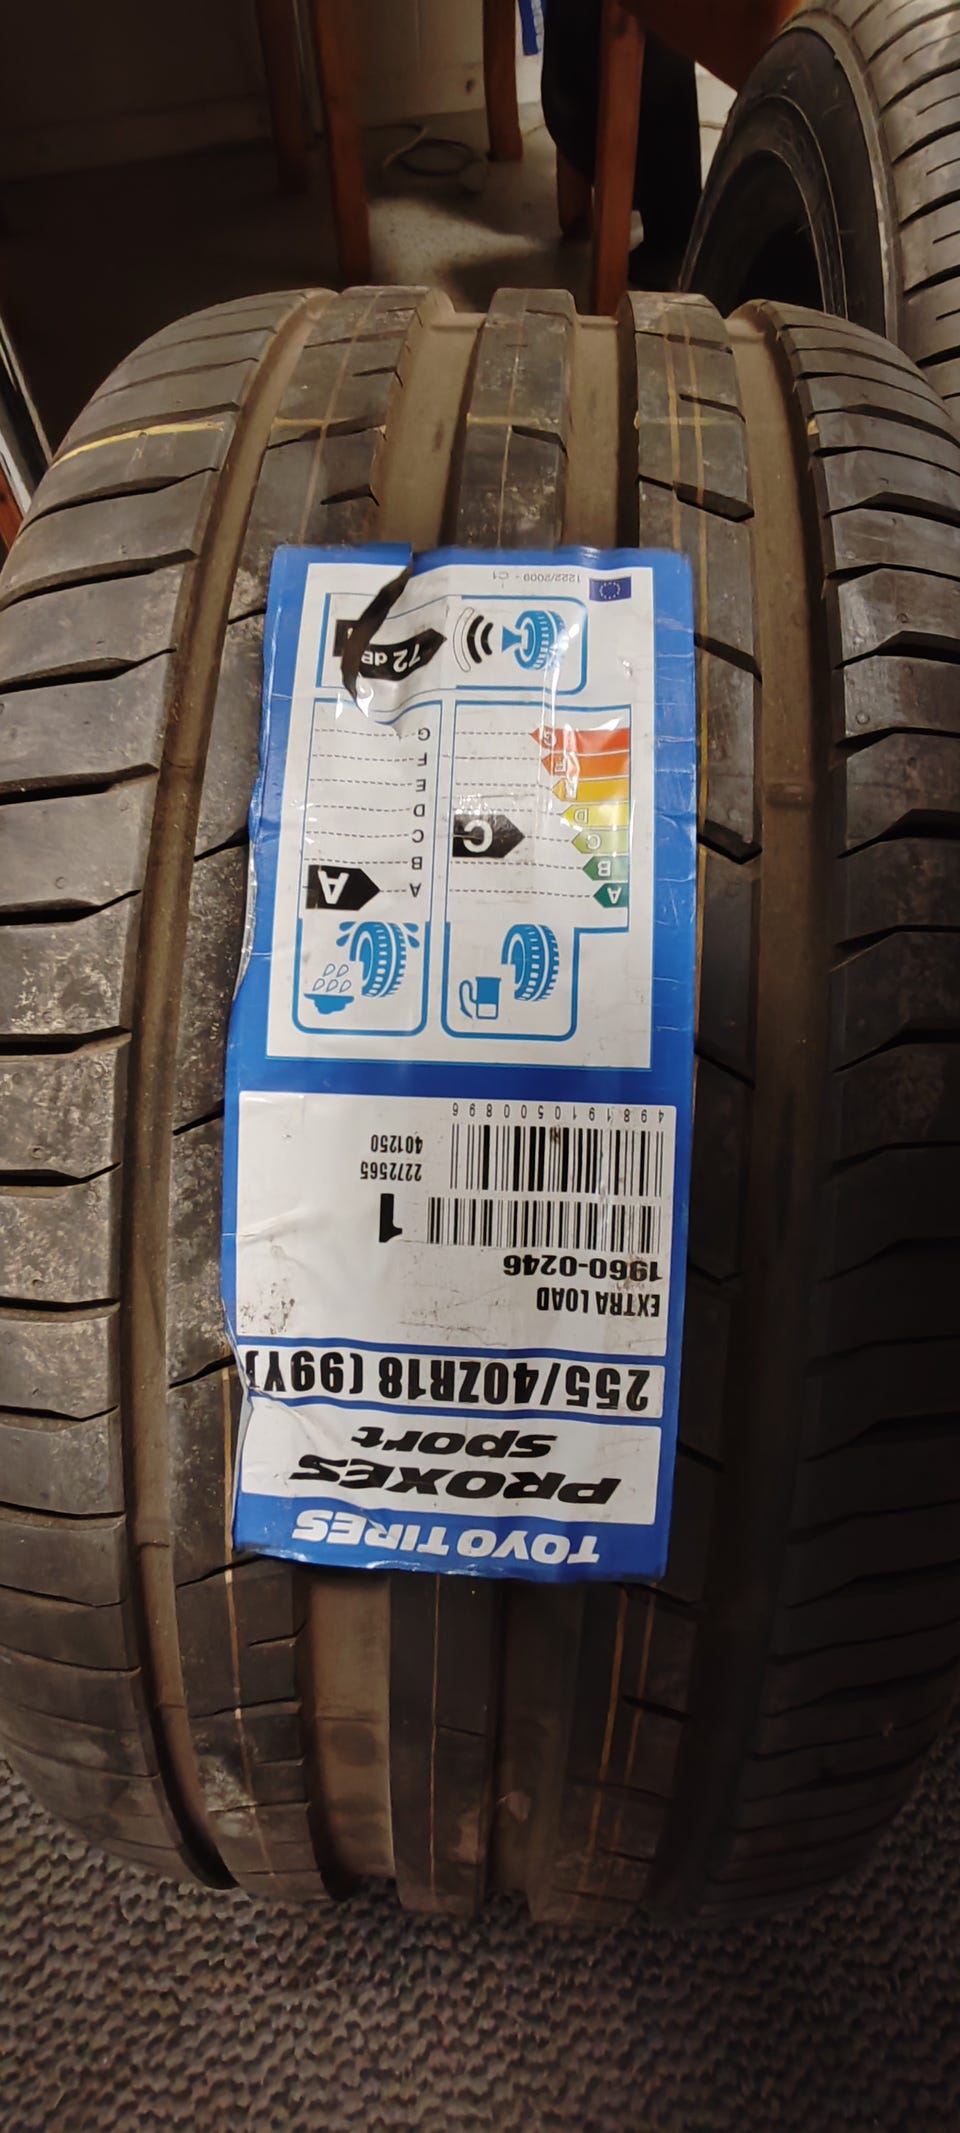 TOYO TIRES
PROXES
sport
255/40ZR18 (99Y)
EXTRA LOAD
1960-0246
1
2272565
401250
4981910500896
A
B
C
D
E
F
G
C
A
B
C
D
E
F
G
A
72 dB
1222/2009 - C1